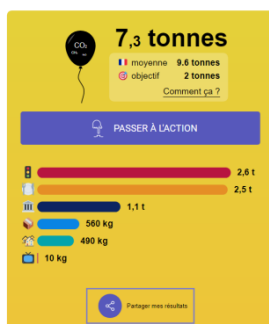 CO₂
7,3 tonnes
moyenne 9.6 tonnes
objectif 2 tonnes
Comment ça ?
PASSER À L'ACTION
2,6 t
2,5 t
1,1 t
560 kg
490 kg
10 kg
Partager mes résultats